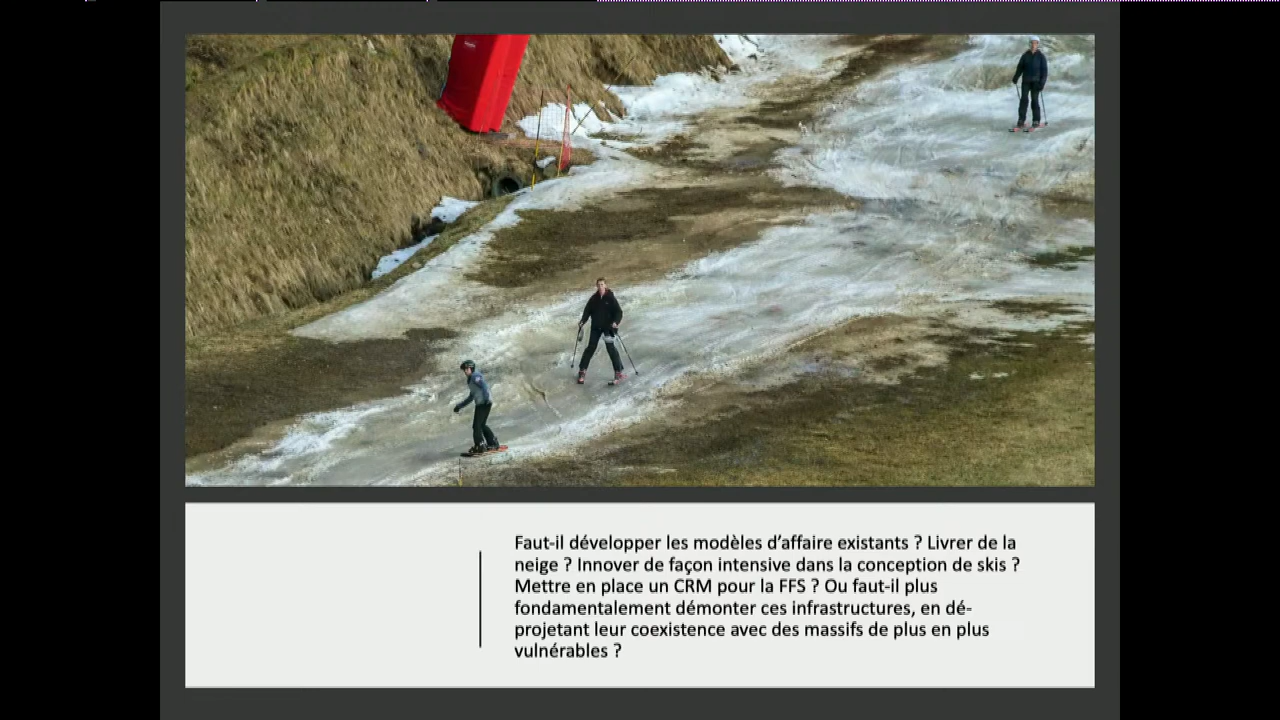 Faut-il développer les modèles d'affaire existants ? Livrer de la
neige ? Innover de façon intensive dans la conception de skis ?
Mettre en place un CRM pour la FFS ? Ou faut-il plus
fondamentalement démonter ces infrastructures, en dé-
projetant leur coexistence avec des massifs de plus en plus
vulnérables ?